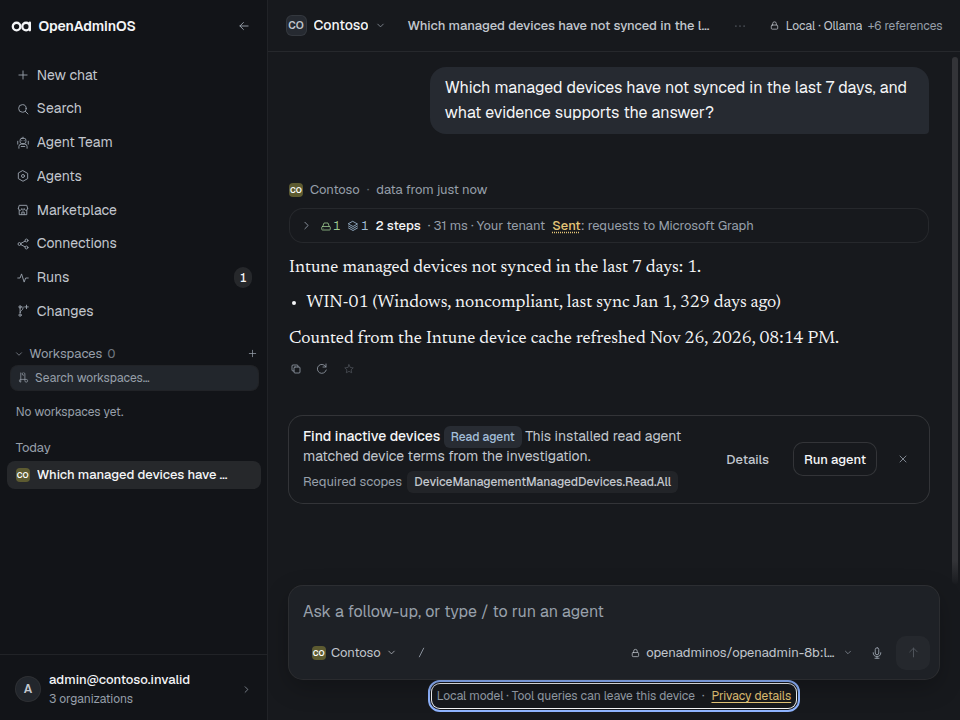 OpenAdminOS
New chat
Search
Agent Team
Agents
Marketplace
Connections
Runs 1
Changes
Workspaces 0
Search workspaces...
No workspaces yet.
Today
CO Which managed devices have ...
A admin@contoso.invalid
3 organizations
CO Contoso Which managed devices have not synced in the l... Local · Ollama +6 references
Which managed devices have not synced in the last 7 days, and
what evidence supports the answer?
CO Contoso · data from just now
1 1 2 steps · 31 ms · Your tenant Sent: requests to Microsoft Graph
Intune managed devices not synced in the last 7 days: 1.
• WIN-01 (Windows, noncompliant, last sync Jan 1, 329 days ago)
Counted from the Intune device cache refreshed Nov 26, 2026, 08:14 PM.
Find inactive devices Read agent This installed read agent
matched device terms from the investigation.
Required scopes DeviceManagementManagedDevices.Read.All
Details Run agent
Ask a follow-up, or type / to run an agent
CO Contoso / openadminos/openadmin-8b:l...
Local model · Tool queries can leave this device · Privacy details